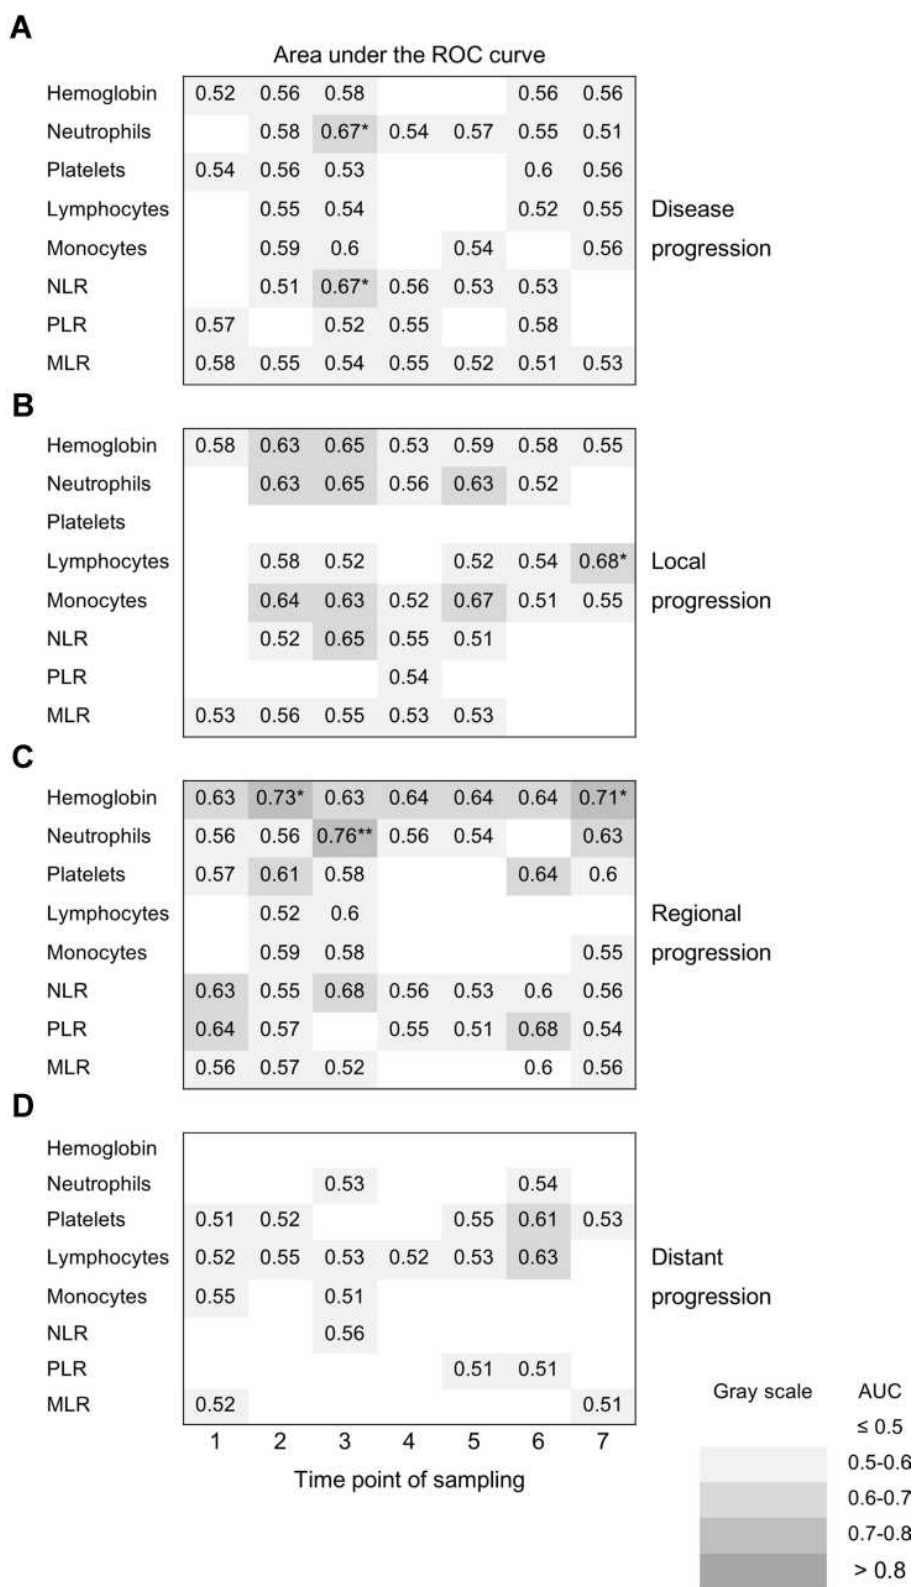 A
Area under the ROC curve
Hemoglobin 0.52 0.56 0.58 0.56 0.56
Neutrophils 0.58 0.67* 0.54 0.57 0.55 0.51
Platelets 0.54 0.56 0.53 0.6 0.56
Lymphocytes 0.55 0.54 0.52 0.55 Disease
Monocytes 0.59 0.6 0.54 0.56 progression
NLR 0.51 0.67* 0.56 0.53 0.53
PLR 0.57 0.52 0.55 0.58
MLR 0.58 0.55 0.54 0.55 0.52 0.51 0.53
B
Hemoglobin 0.58 0.63 0.65 0.53 0.59 0.58 0.55
Neutrophils 0.63 0.65 0.56 0.63 0.52
Platelets
Lymphocytes 0.58 0.52 0.52 0.54 0.68* Local
Monocytes 0.64 0.63 0.52 0.67 0.51 0.55 progression
NLR 0.52 0.65 0.55 0.51
PLR 0.54
MLR 0.53 0.56 0.55 0.53 0.53
C
Hemoglobin 0.63 0.73* 0.63 0.64 0.64 0.64 0.71*
Neutrophils 0.56 0.56 0.76** 0.56 0.54 0.63
Platelets 0.57 0.61 0.58 0.64 0.6
Lymphocytes 0.52 0.6 Regional
Monocytes 0.59 0.58 0.55 progression
NLR 0.63 0.55 0.68 0.56 0.53 0.6 0.56
PLR 0.64 0.57 0.55 0.51 0.68 0.54
MLR 0.56 0.57 0.52 0.6 0.56
D
Hemoglobin
Neutrophils 0.53 0.54
Platelets 0.51 0.52 0.55 0.61 0.53
Lymphocytes 0.52 0.55 0.53 0.52 0.53 0.63 Distant
Monocytes 0.55 0.51 progression
NLR 0.56
PLR 0.51 0.51
MLR 0.52 0.51
1 2 3 4 5 6 7
Time point of sampling
Gray scale AUC
≤ 0.5
0.5-0.6
0.6-0.7
0.7-0.8
> 0.8